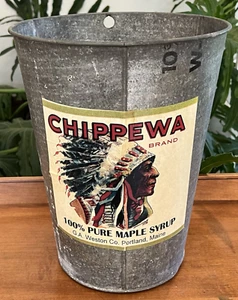 CHIPPEWA
BRAND
100% PURE MAPLE SYRUP
G.A. Weston Co. Portland, Maine